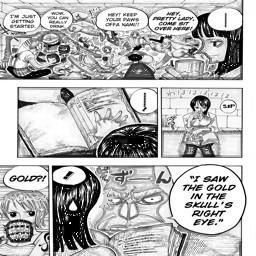 HEY,
PRETTY LADY,
COME SIT
OVER HERE!
HEY! KEEP
YOUR PAWS
OFFA NAMI!
WOW,
YOU CAN
REALLY
DRINK.
I'M JUST
GETTING
STARTED.
!
!
GOLD?!
!
"I SAW
THE GOLD
IN THE
SKULL'S
RIGHT
EYE."